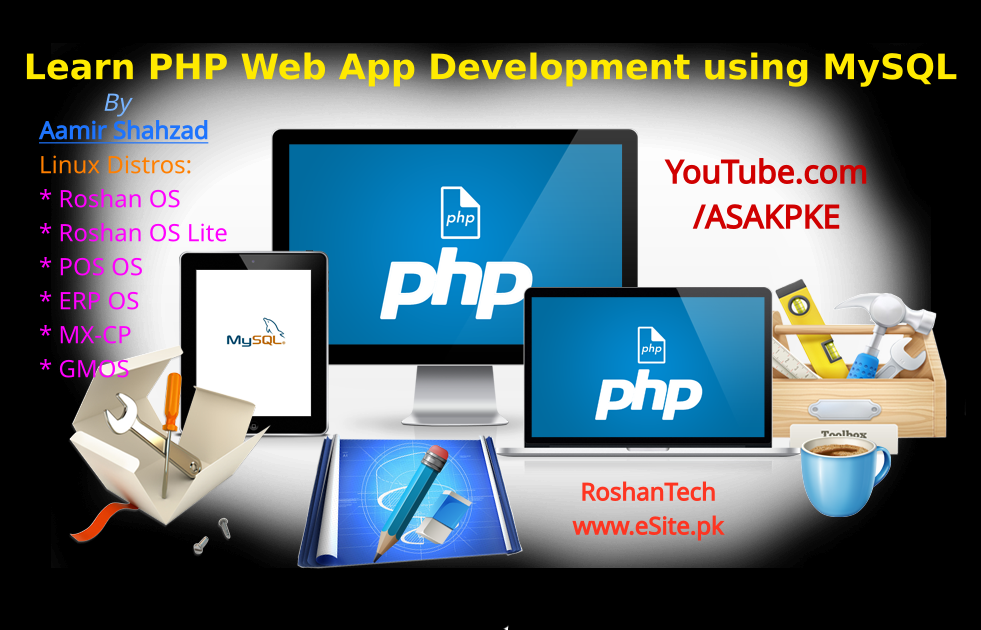 Learn PHP Web App Development using MySQL
By
Aamir Shahzad
Linux Distros:
* Roshan OS
* Roshan OS Lite
* POS OS
* ERP OS
* MX-CP
* GMOS
YouTube.com
/ASAKPKE
php
php
MySQL
php
php
Toolbox
RoshanTech
www.eSite.pk